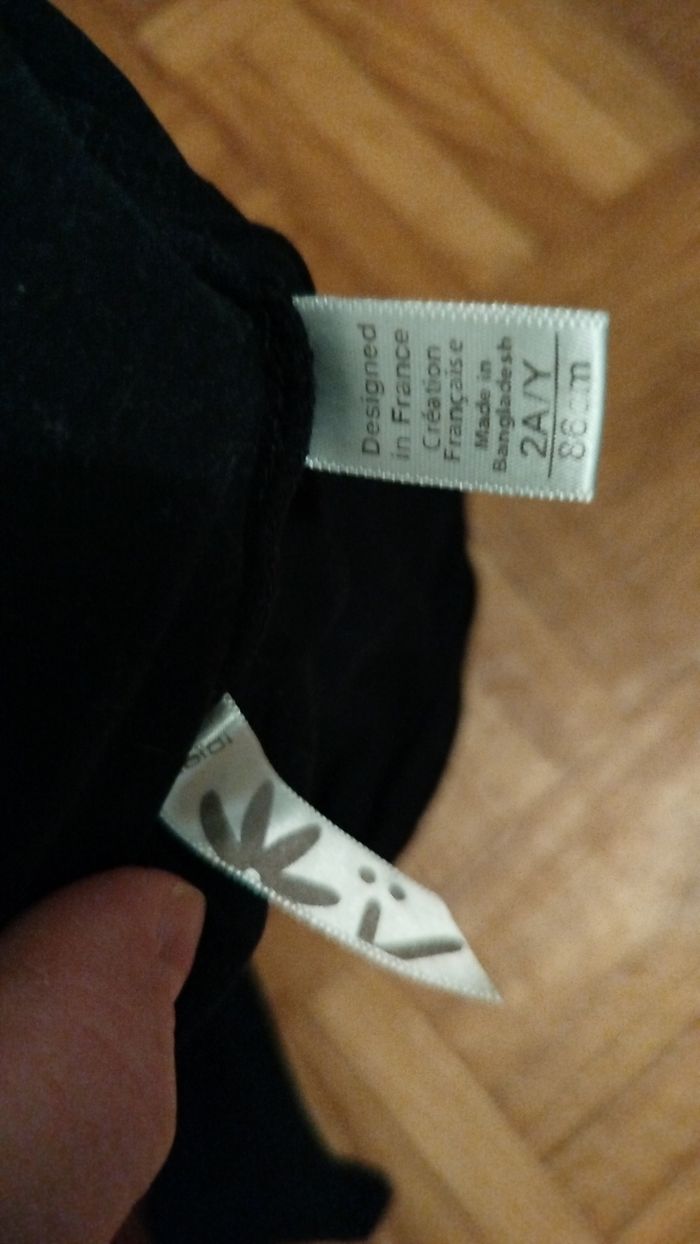 Designed
in France
Création
Française
Made in
Bangladesh
2A/Y
86cm